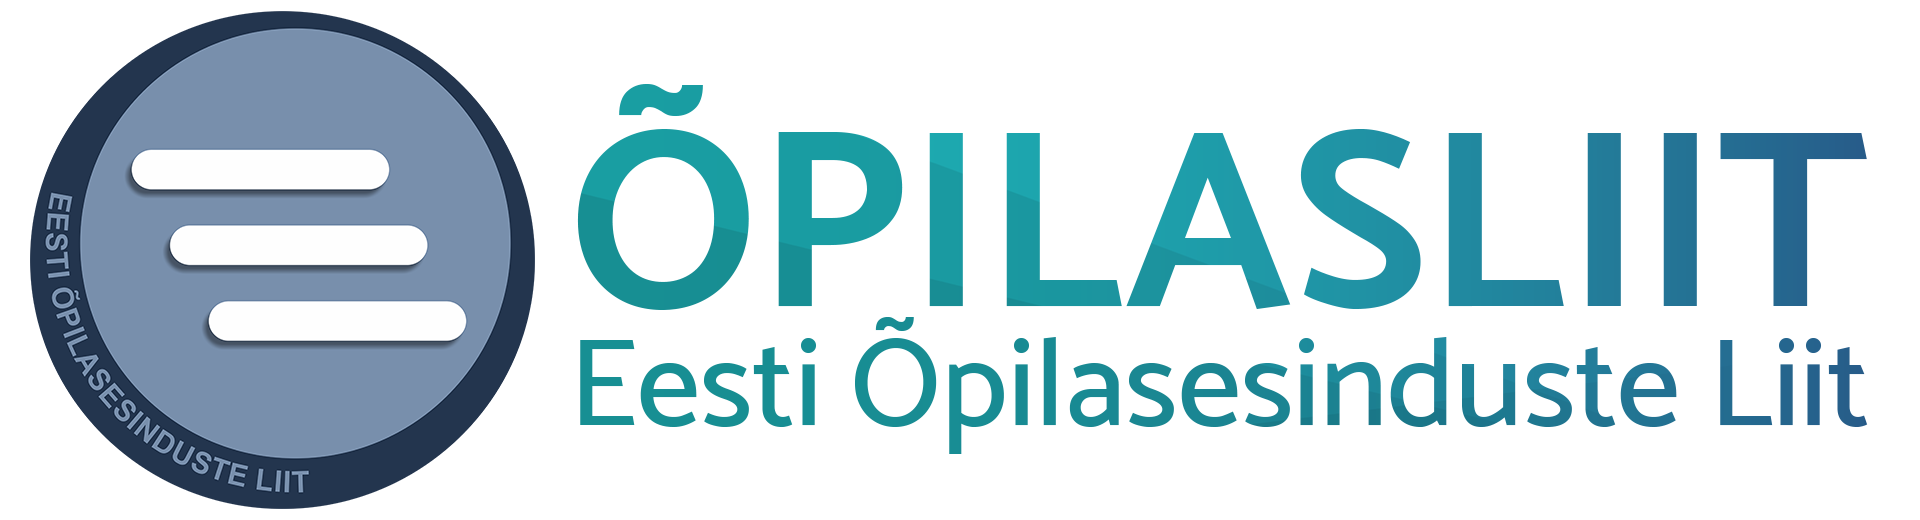 EESTI ÕPILASESINDUSTE LIIT
ÕPILASLIIT
Eesti Õpilasesinduste Liit